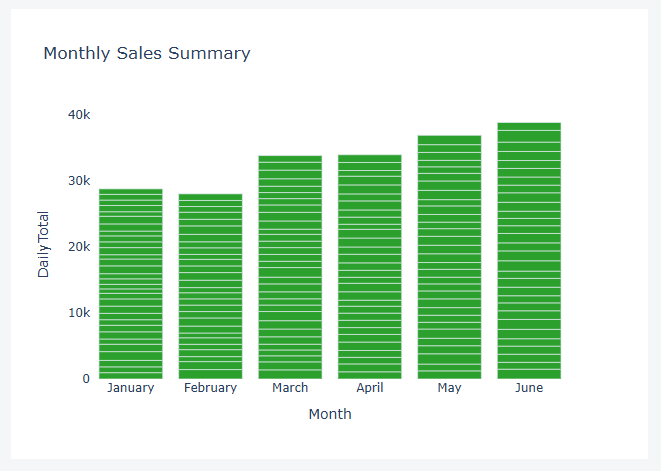 Monthly Sales Summary
40k
30k
20k
10k
0
DailyTotal
January February March April May June
Month